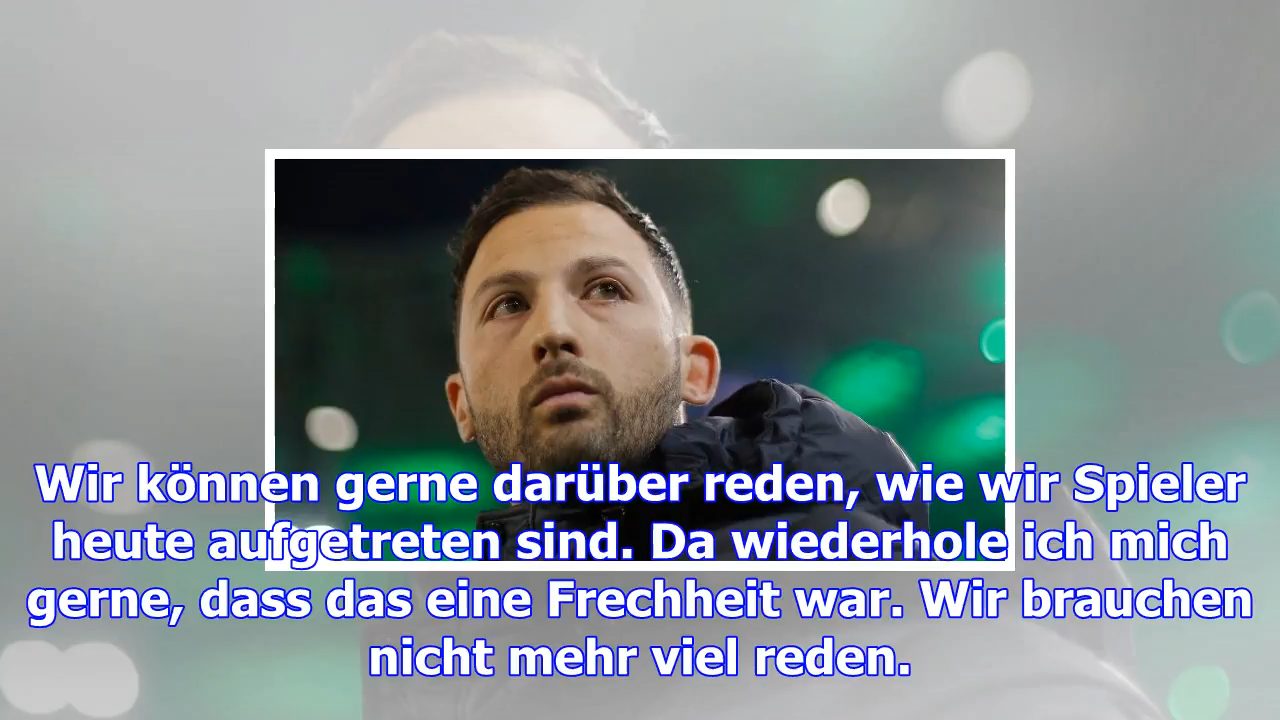 Wir können gerne darüber reden, wie wir Spieler
heute aufgetreten sind. Da wiederhole ich mich
gerne, dass das eine Frechheit war. Wir brauchen
nicht mehr viel reden.